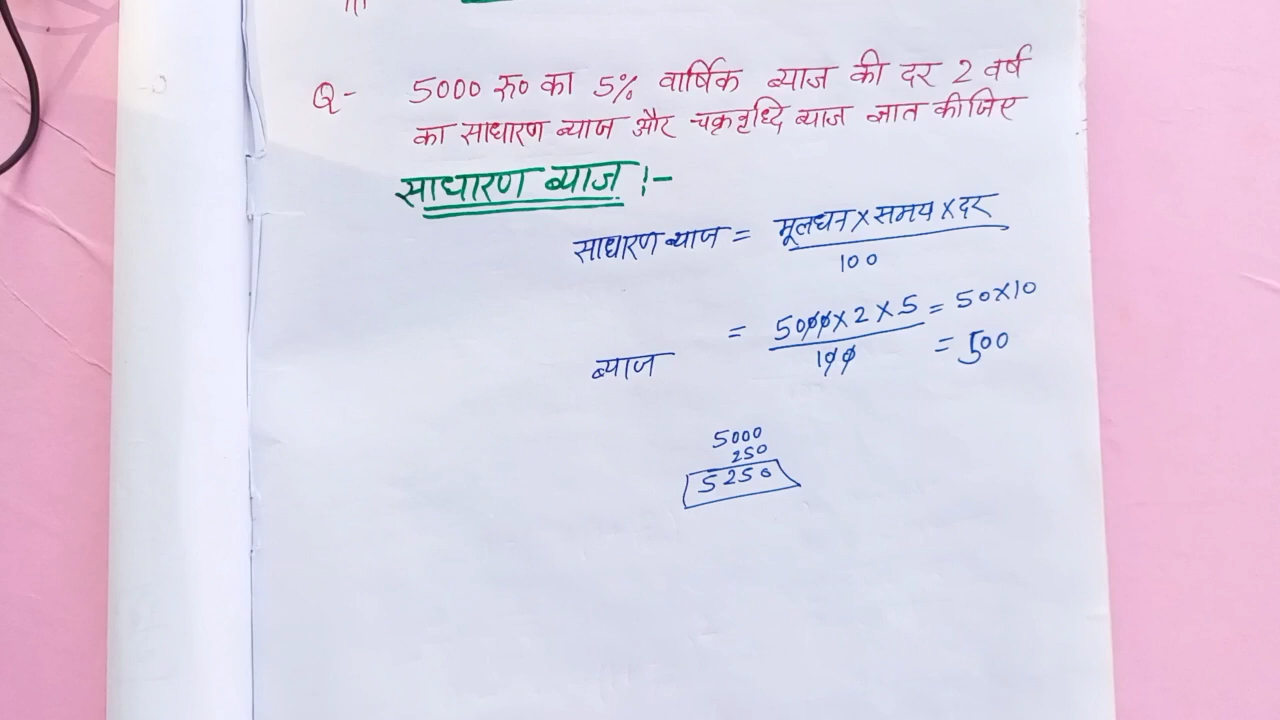 Q- 5000 रु० का 5% वार्षिक ब्याज की दर 2 वर्ष
का साधारण ब्याज और चक्रवृध्दि ब्याज ज्ञात कीजिए
साधारण ब्याज :-
साधारण ब्याज = मूलधन × समय × दर
100
= 5000 × 2 × 5 = 50×10
100 = 500
ब्याज
5000
250
5250